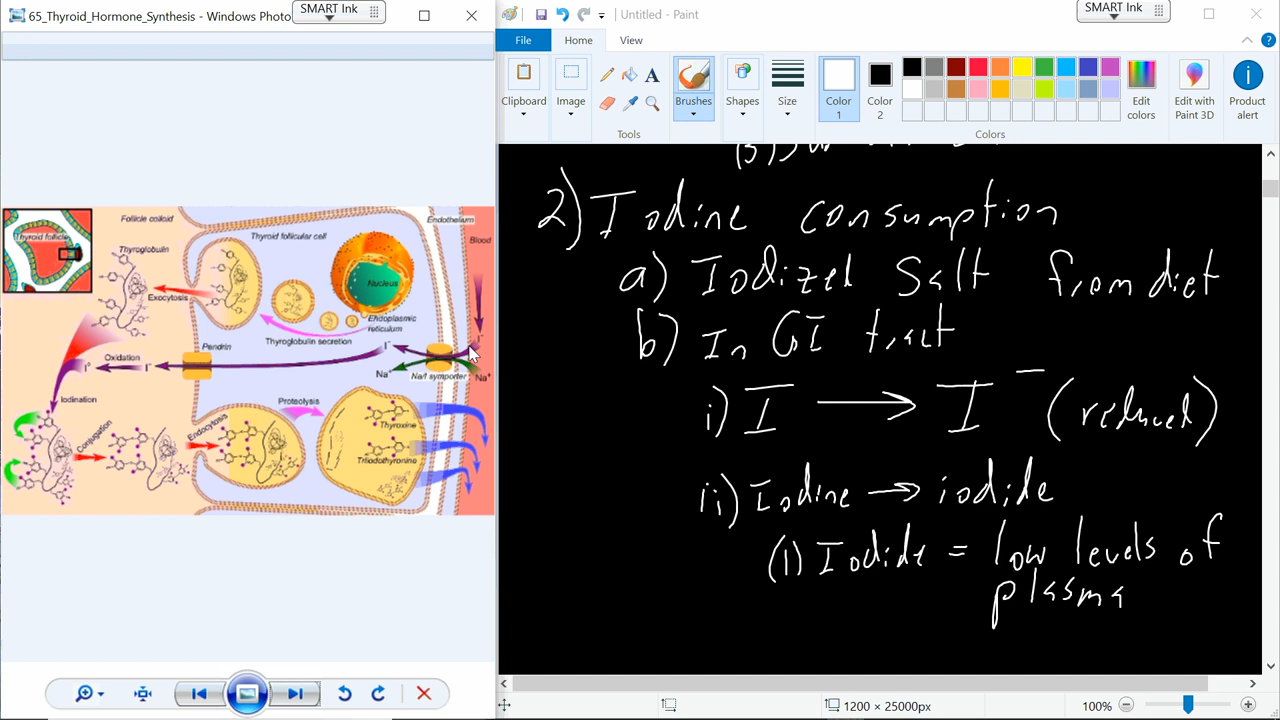 65_Thyroid_Hormone_Synthesis - Windows Photo
SMART Ink
Untitled - Paint
SMART Ink
File
Home
View
Clipboard
Image
Tools
Brushes
Shapes
Size
Color 1
Color 2
Edit colors
Colors
Edit with Paint 3D
Product alert
Thyroid follicle
Follicle colloid
Thyroglobulin
Exocytosis
Thyroid follicular cell
Nucleus
Endoplasmic reticulum
Thyroglobulin secretion
Endothelium
Blood
I⁻
I⁻
Pendrin
Oxidation
I⁻
I⁰
Na⁺
Na/I symporter
Na⁺
Iodination
Conjugation
Endocytosis
Proteolysis
Thyroxine
Triiodothyronine
2) Iodine consumption
a) Iodized Salt from diet
b) In GI tract
i) I → I⁻ (reduced)
ii) Iodine → iodide
(1) Iodide = low levels of
plasma
1200 × 25000px
100%